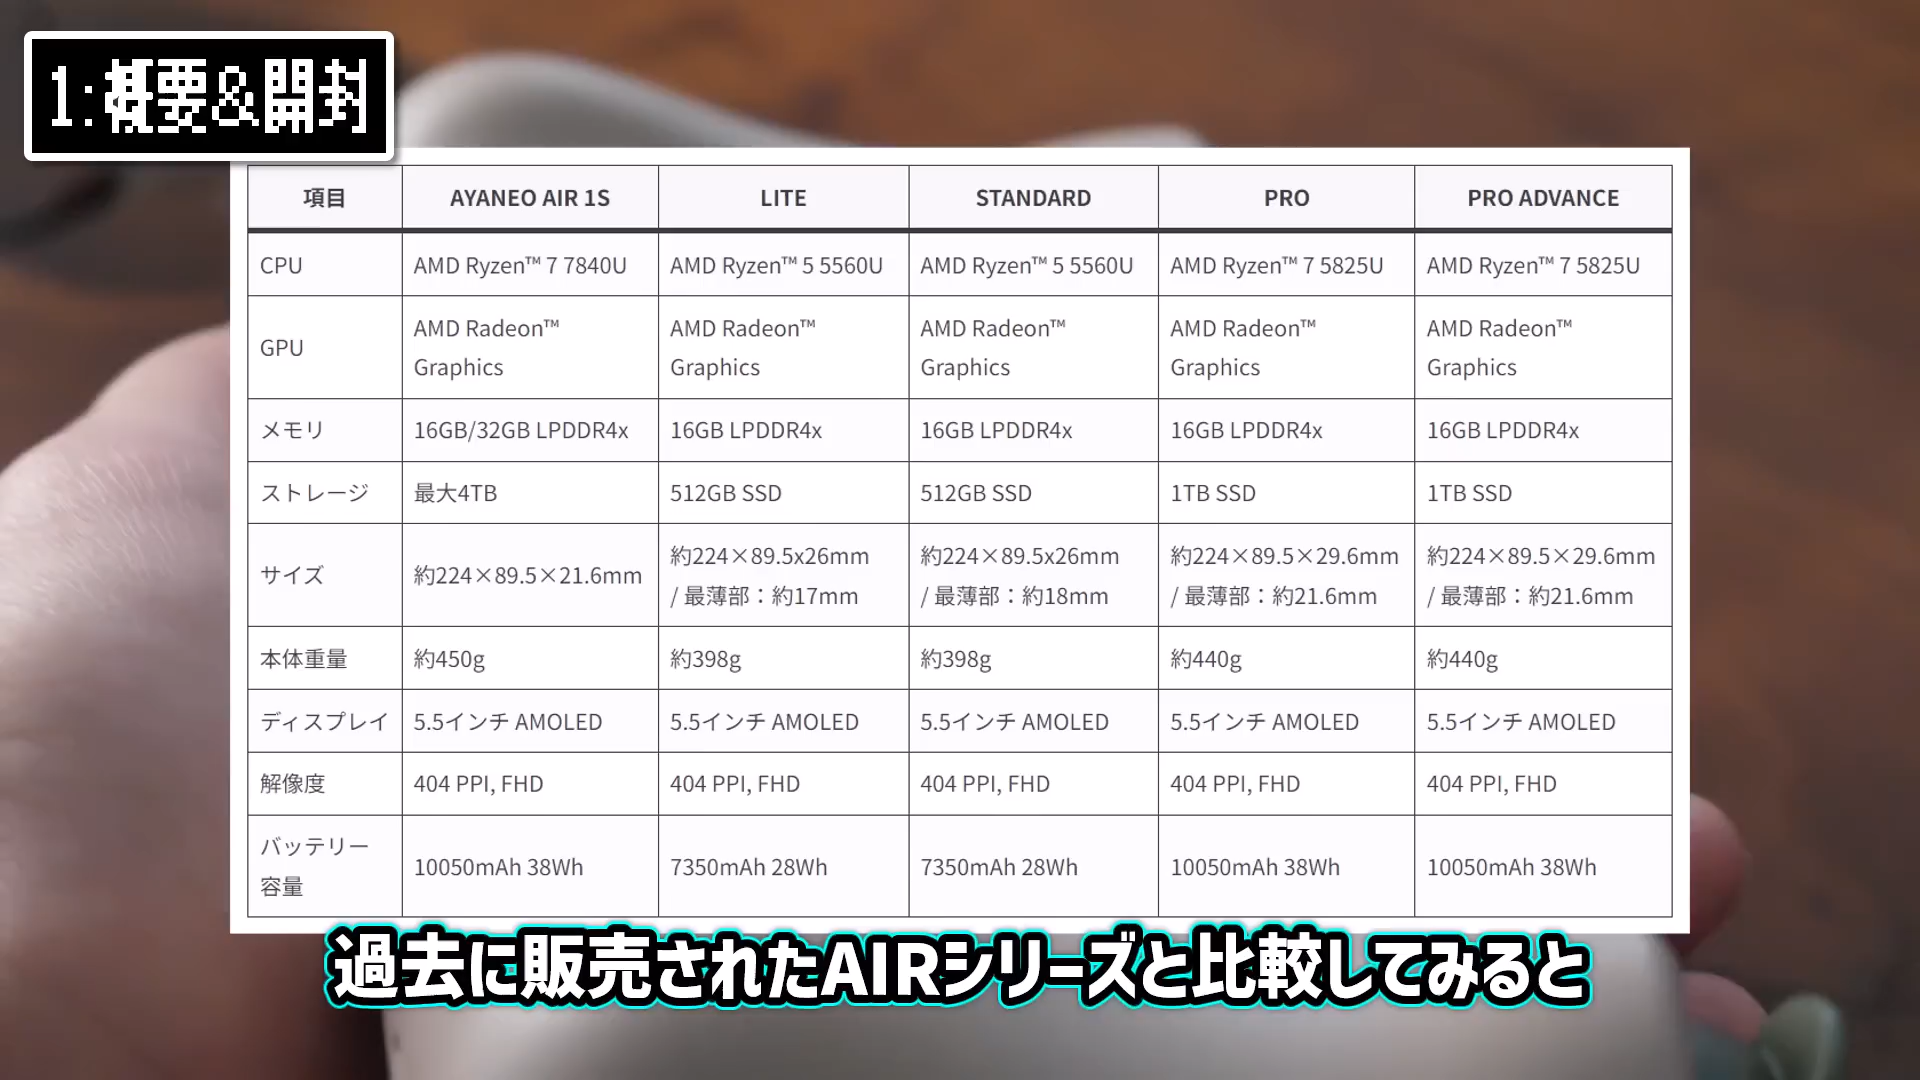 1:概要&開封
項目 AYANEO AIR 1S LITE STANDARD PRO PRO ADVANCE
CPU AMD Ryzen™ 7 7840U AMD Ryzen™ 5 5560U AMD Ryzen™ 5 5560U AMD Ryzen™ 7 5825U AMD Ryzen™ 7 5825U
GPU AMD Radeon™ Graphics AMD Radeon™ Graphics AMD Radeon™ Graphics AMD Radeon™ Graphics AMD Radeon™ Graphics
メモリ 16GB/32GB LPDDR4x 16GB LPDDR4x 16GB LPDDR4x 16GB LPDDR4x 16GB LPDDR4x
ストレージ 最大4TB 512GB SSD 512GB SSD 1TB SSD 1TB SSD
サイズ 約224×89.5×21.6mm 約224×89.5x26mm / 最薄部：約17mm 約224×89.5x26mm / 最薄部：約18mm 約224×89.5×29.6mm / 最薄部：約21.6mm 約224×89.5×29.6mm / 最薄部：約21.6mm
本体重量 約450g 約398g 約398g 約440g 約440g
ディスプレイ 5.5インチ AMOLED 5.5インチ AMOLED 5.5インチ AMOLED 5.5インチ AMOLED 5.5インチ AMOLED
解像度 404 PPI, FHD 404 PPI, FHD 404 PPI, FHD 404 PPI, FHD 404 PPI, FHD
バッテリー容量 10050mAh 38Wh 7350mAh 28Wh 7350mAh 28Wh 10050mAh 38Wh 10050mAh 38Wh
過去に販売されたAIRシリーズと比較してみると